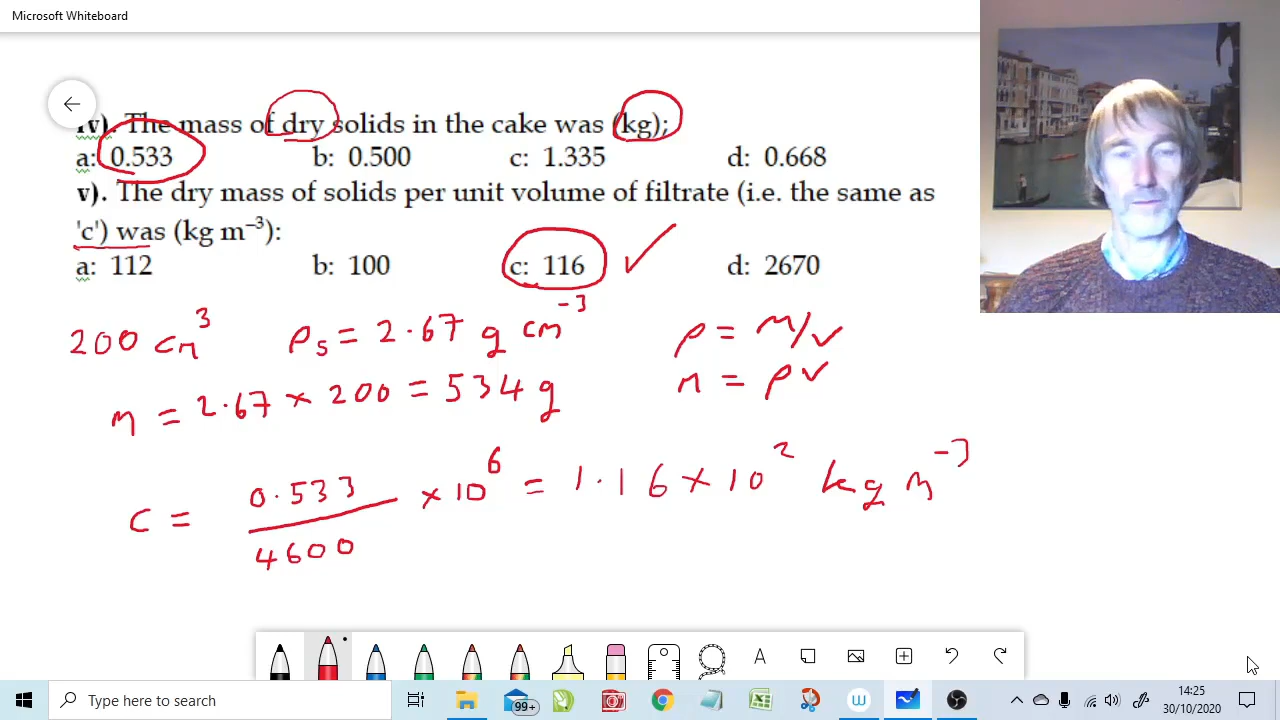 Microsoft Whiteboard
iv). The mass of dry solids in the cake was (kg);
a: 0.533 b: 0.500 c: 1.335 d: 0.668
v). The dry mass of solids per unit volume of filtrate (i.e. the same as
'c') was (kg m⁻³):
a: 112 b: 100 c: 116 d: 2670
200 cm³ ρₛ = 2.67 g cm⁻³ ρ = m/v
m = 2.67 × 200 = 534 g m = ρv
c = 0.533 / 4600 × 10⁶ = 1.16 × 10² kg m⁻³
A
Type here to search
99+
W
14:25
30/10/2020